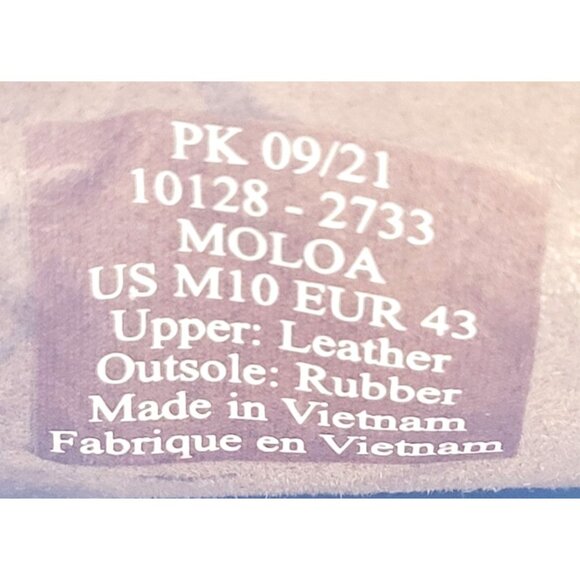 PK 09/21
10128 - 2733
MOLOA
US M10 EUR 43
Upper: Leather
Outsole: Rubber
Made in Vietnam
Fabrique en Vietnam